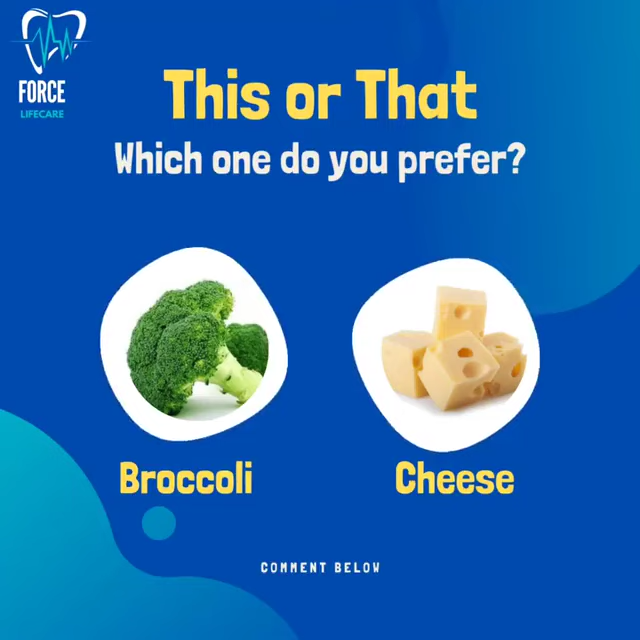 FORCE
LIFECARE
This or That
Which one do you prefer?
Broccoli
Cheese
COMMENT BELOW